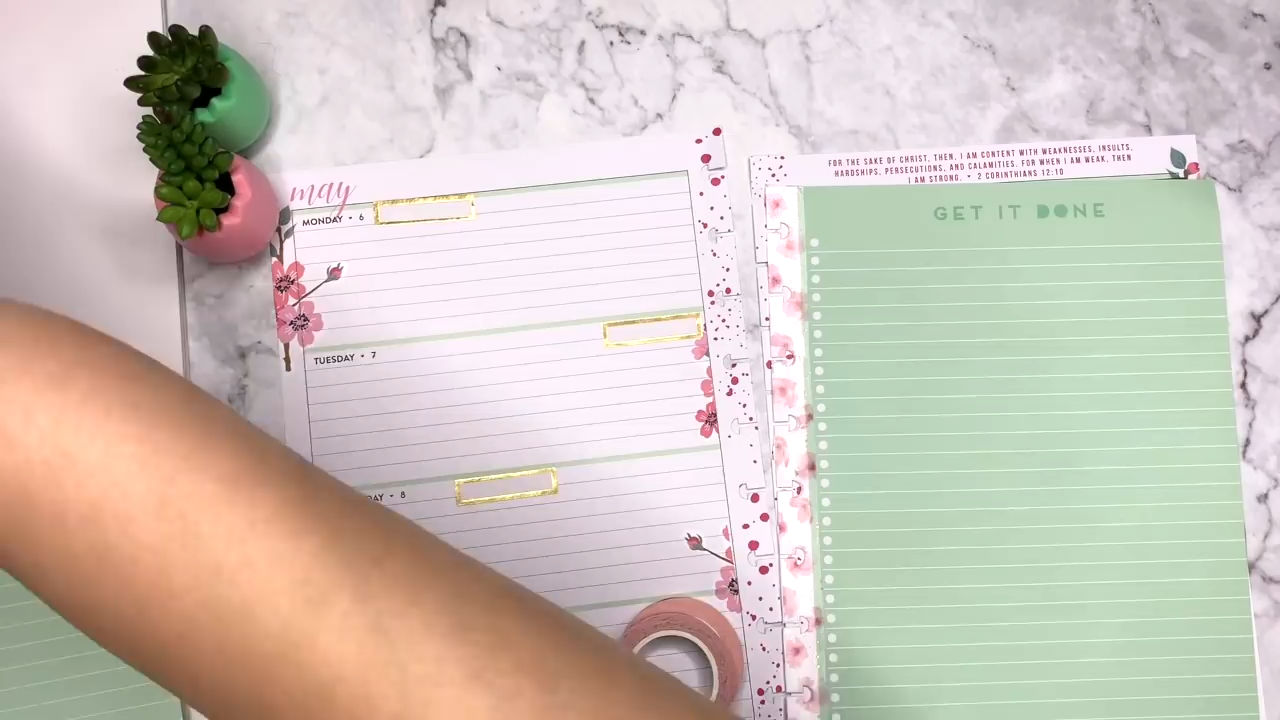 may
MONDAY • 6
TUESDAY • 7
DAY • 8
FOR THE SAKE OF CHRIST, THEN, I AM CONTENT WITH WEAKNESSES, INSULTS,
HARDSHIPS, PERSECUTIONS, AND CALAMITIES. FOR WHEN I AM WEAK, THEN
I AM STRONG. • 2 CORINTHIANS 12:10
GET IT DONE